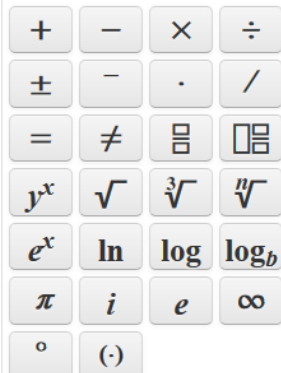 + − × ÷
± ¯ · /
= ≠ □/□ □□/□
yˣ √ ∛ ⁿ√
eˣ ln log log_b
π i e ∞
° (·)